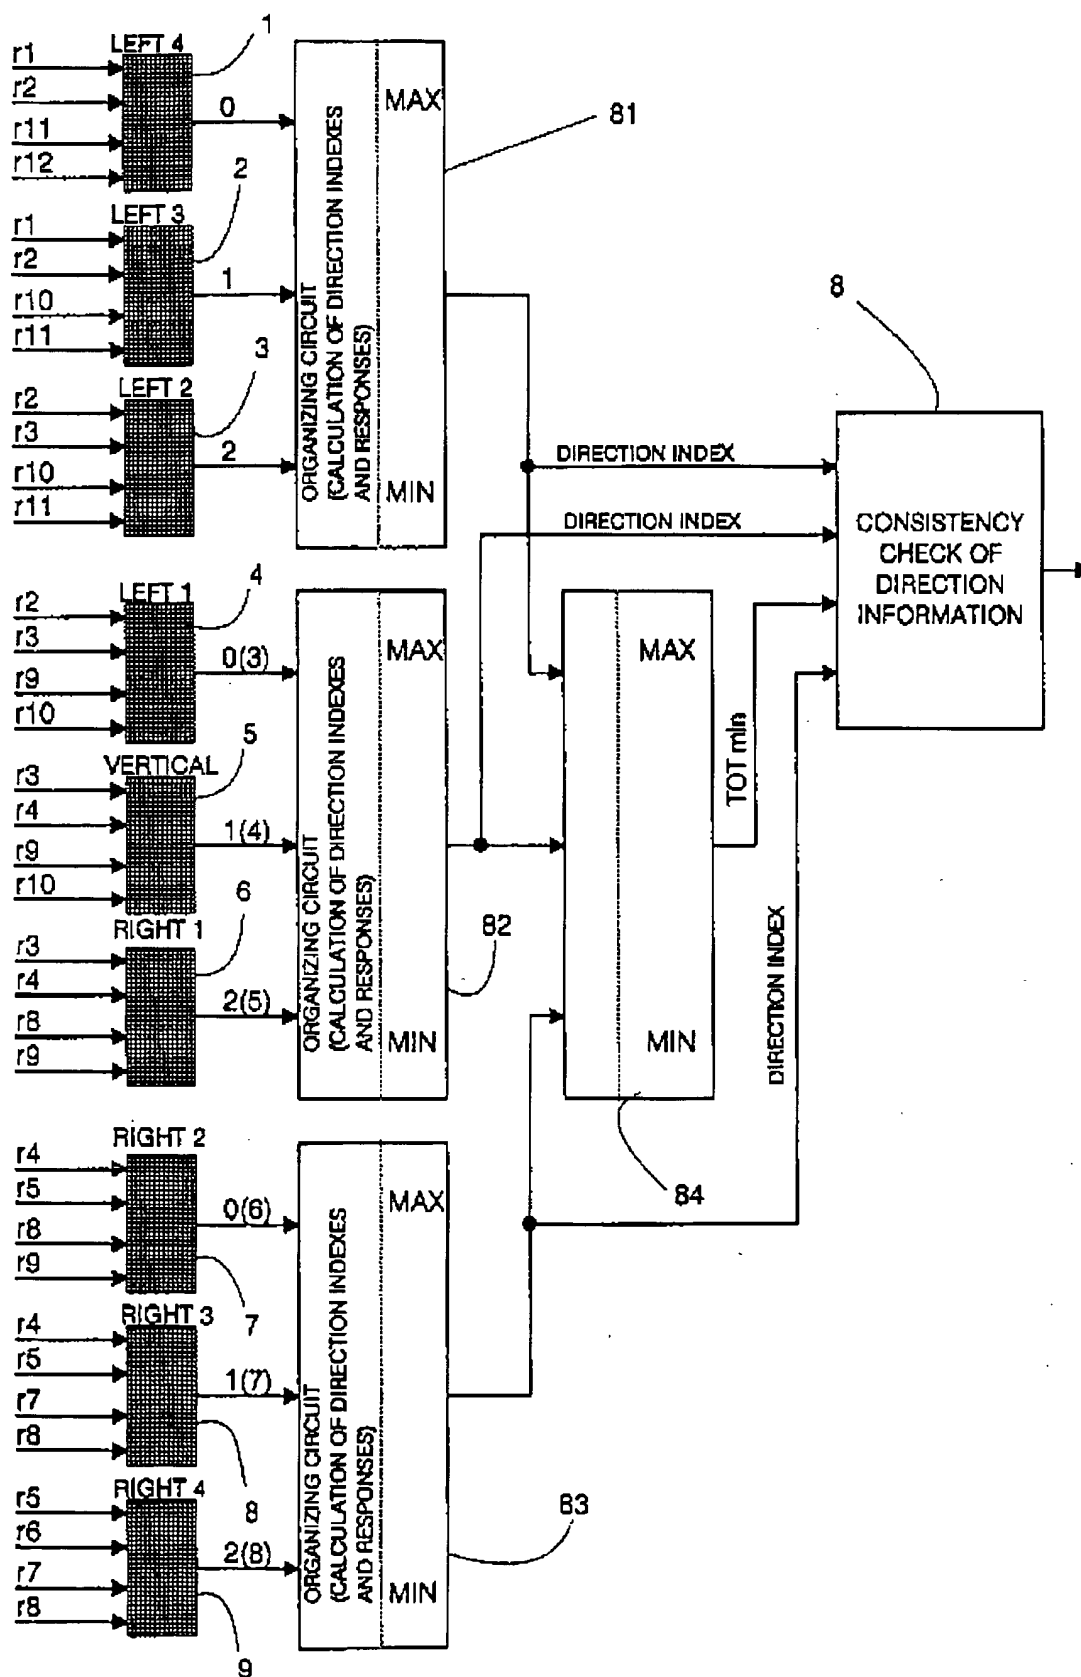 LEFT 4
1
r1
r2
r11
r12
0
LEFT 3
2
r1
r2
r10
r11
1
LEFT 2
3
r2
r3
r10
r11
2
ORGANIZING CIRCUIT
(CALCULATION OF DIRECTION INDEXES
AND RESPONSES)
MAX
MIN
81
LEFT 1
4
r2
r3
r9
r10
0(3)
VERTICAL
5
r3
r4
r9
r10
1(4)
RIGHT 1
6
r3
r4
r8
r9
2(5)
ORGANIZING CIRCUIT
(CALCULATION OF DIRECTION INDEXES
AND RESPONSES)
MAX
MIN
82
RIGHT 2
r4
r5
r8
r9
0(6)
7
RIGHT 3
r4
r5
r7
r8
1(7)
8
RIGHT 4
r5
r6
r7
r8
2(8)
9
ORGANIZING CIRCUIT
(CALCULATION OF DIRECTION INDEXES
AND RESPONSES)
MAX
MIN
83
DIRECTION INDEX
DIRECTION INDEX
MAX
MIN
84
TOT min
DIRECTION INDEX
8
CONSISTENCY
CHECK OF
DIRECTION
INFORMATION